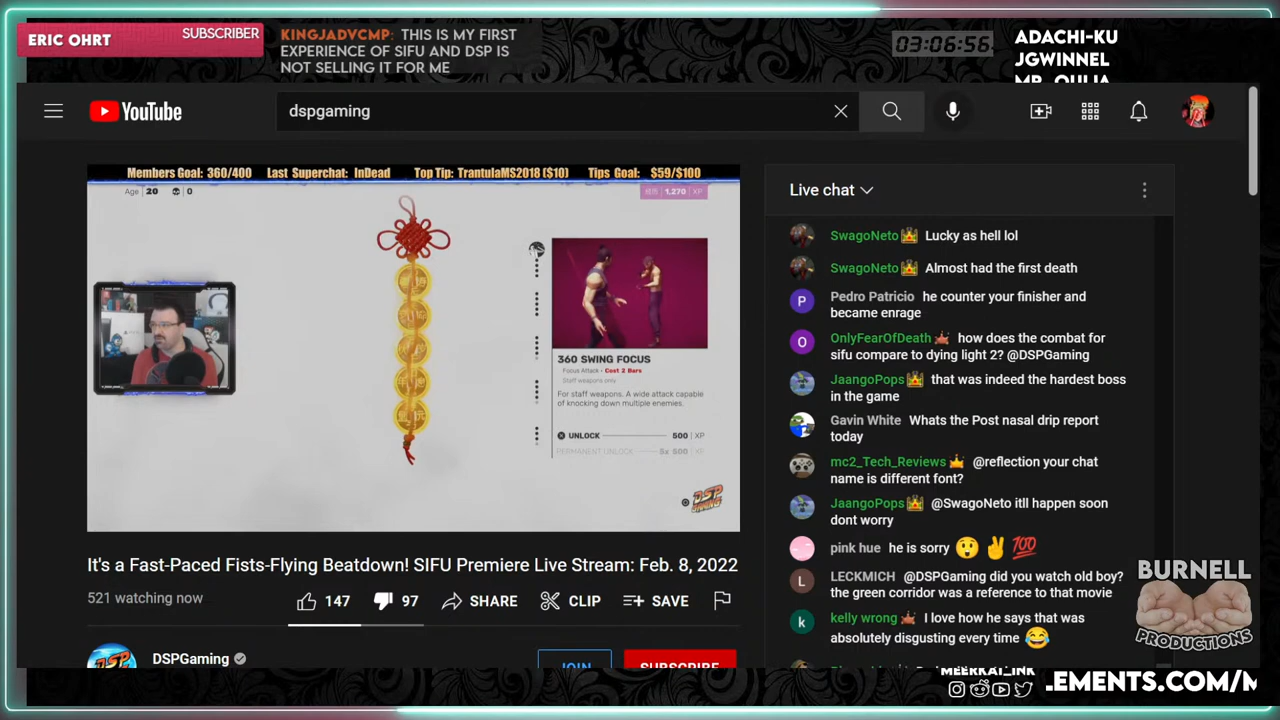 ERIC OHRT
SUBSCRIBER
KINGJADVCMP: THIS IS MY FIRST
EXPERIENCE OF SIFU AND DSP IS
NOT SELLING IT FOR ME
03:06:56
ADACHI-KU
JGWINNEL
MR_OUIJA
YouTube
dspgaming
Members Goal: 360/400 Last Superchat: InDead Top Tip: TrantulaMS2018 ($10) Tips Goal: $59/$100
Age 20 0
1,270 XP
360 SWING FOCUS
Focus Attack - Cost 2 Bars
Staff weapons only
For staff weapons. A wide attack capable
of knocking down multiple enemies.
UNLOCK 500 XP
PERMANENT UNLOCK 5x 500 XP
DSP
GAMING
It's a Fast-Paced Fists-Flying Beatdown! SIFU Premiere Live Stream: Feb. 8, 2022
521 watching now
147
97
SHARE
CLIP
SAVE
DSPGaming
JOIN
SUBSCRIBE
Live chat
SwagoNeto Lucky as hell lol
SwagoNeto Almost had the first death
Pedro Patricio he counter your finisher and
became enrage
OnlyFearOfDeath how does the combat for
sifu compare to dying light 2? @DSPGaming
JaangoPops that was indeed the hardest boss
in the game
Gavin White Whats the Post nasal drip report
today
mc2_Tech_Reviews @reflection your chat
name is different font?
JaangoPops @SwagoNeto itll happen soon
dont worry
pink hue he is sorry 😲 ✌ 💯
LECKMICH @DSPGaming did you watch old boy?
the green corridor was a reference to that movie
kelly wrong I love how he says that was
absolutely disgusting every time 😂
BURNELL
PRODUCTIONS
MEERKAT_INK
.EMENTS.COM/M